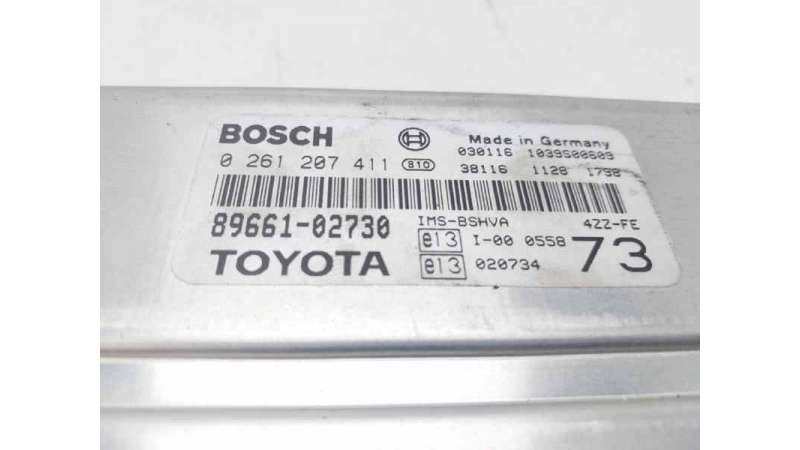 BOSCH Made in Germany
0 261 207 411 810 030116 1039S00609
38116 1128 1798
89661-02730 IMS-BSHVA 4ZZ-FE
e13 I-00 0558 73
TOYOTA e13 020734